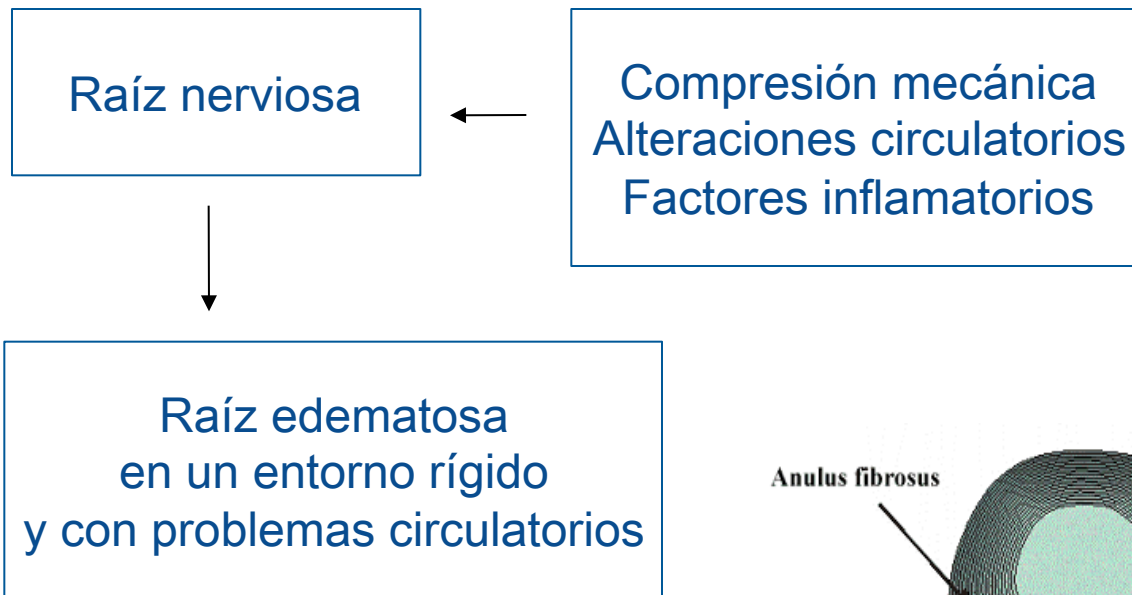 Raíz nerviosa
Compresión mecánica
Alteraciones circulatorios
Factores inflamatorios
Raíz edematosa
en un entorno rígido
y con problemas circulatorios
Anulus fibrosus